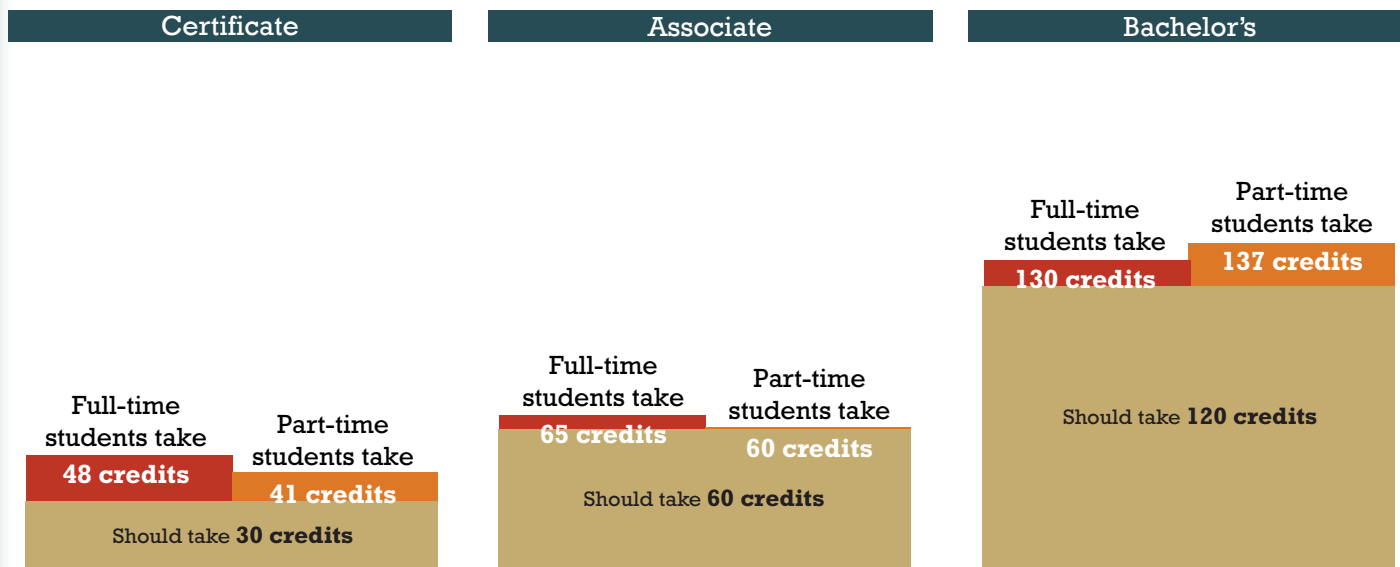 Certificate
Full-time
students take
48 credits
Part-time
students take
41 credits
Should take 30 credits
Associate
Full-time
students take
65 credits
Part-time
students take
60 credits
Should take 60 credits
Bachelor's
Full-time
students take
130 credits
Part-time
students take
137 credits
Should take 120 credits